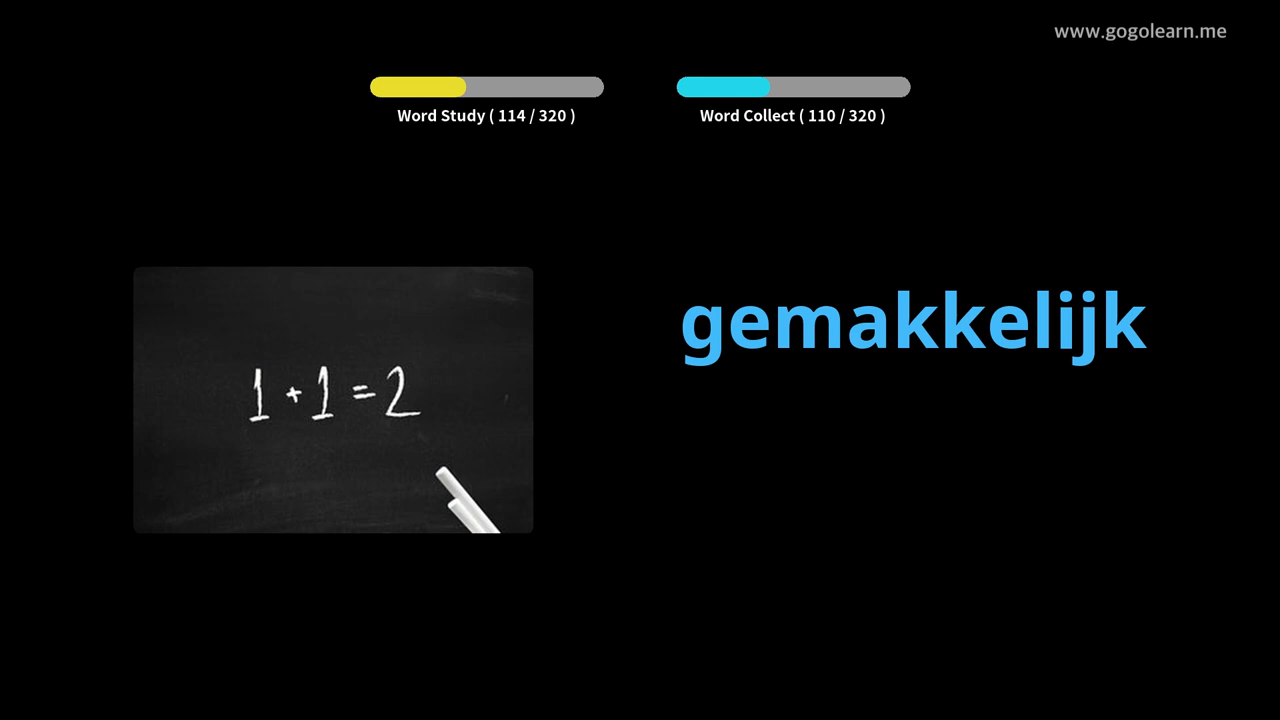 www.gogolearn.me
Word Study ( 114 / 320 )
Word Collect ( 110 / 320 )
gemakkelijk
1 + 1 = 2